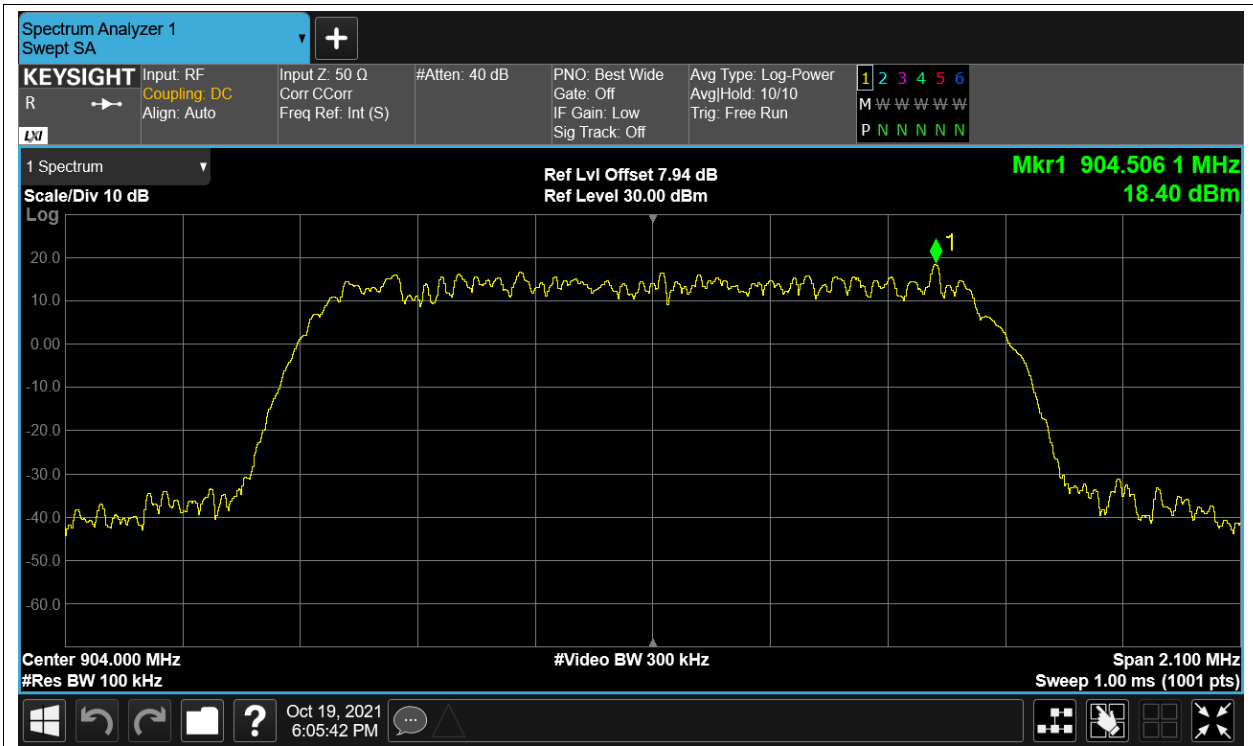 Spectrum Analyzer 1
Swept SA
▼
+
KEYSIGHT
R
LXI
Input: RF
Coupling: DC
Align: Auto
Input Z: 50 Ω
Corr CCorr
Freq Ref: Int (S)
#Atten: 40 dB
PNO: Best Wide
Gate: Off
IF Gain: Low
Sig Track: Off
Avg Type: Log-Power
Avg|Hold: 10/10
Trig: Free Run
1 2 3 4 5 6
M W W W W W
P N N N N N
1 Spectrum ▼
Ref Lvl Offset 7.94 dB
Mkr1 904.506 1 MHz
Scale/Div 10 dB
Ref Level 30.00 dBm
18.40 dBm
Log
1
20.0
10.0
0.00
-10.0
-20.0
-30.0
-40.0
-50.0
-60.0
Center 904.000 MHz
#Video BW 300 kHz
Span 2.100 MHz
#Res BW 100 kHz
Sweep 1.00 ms (1001 pts)
?
Oct 19, 2021
6:05:42 PM